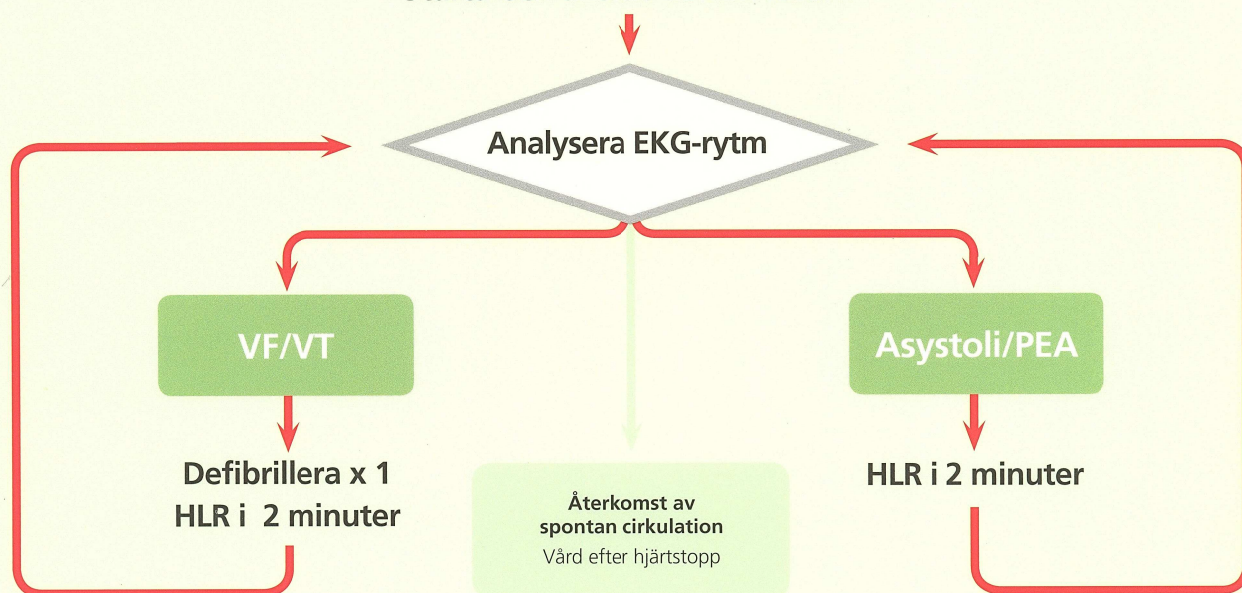 Analysera EKG-rytm
VF/VT
Asystoli/PEA
Defibrillera x 1
HLR i 2 minuter
Återkomst av
spontan cirkulation
Vård efter hjärtstopp
HLR i 2 minuter